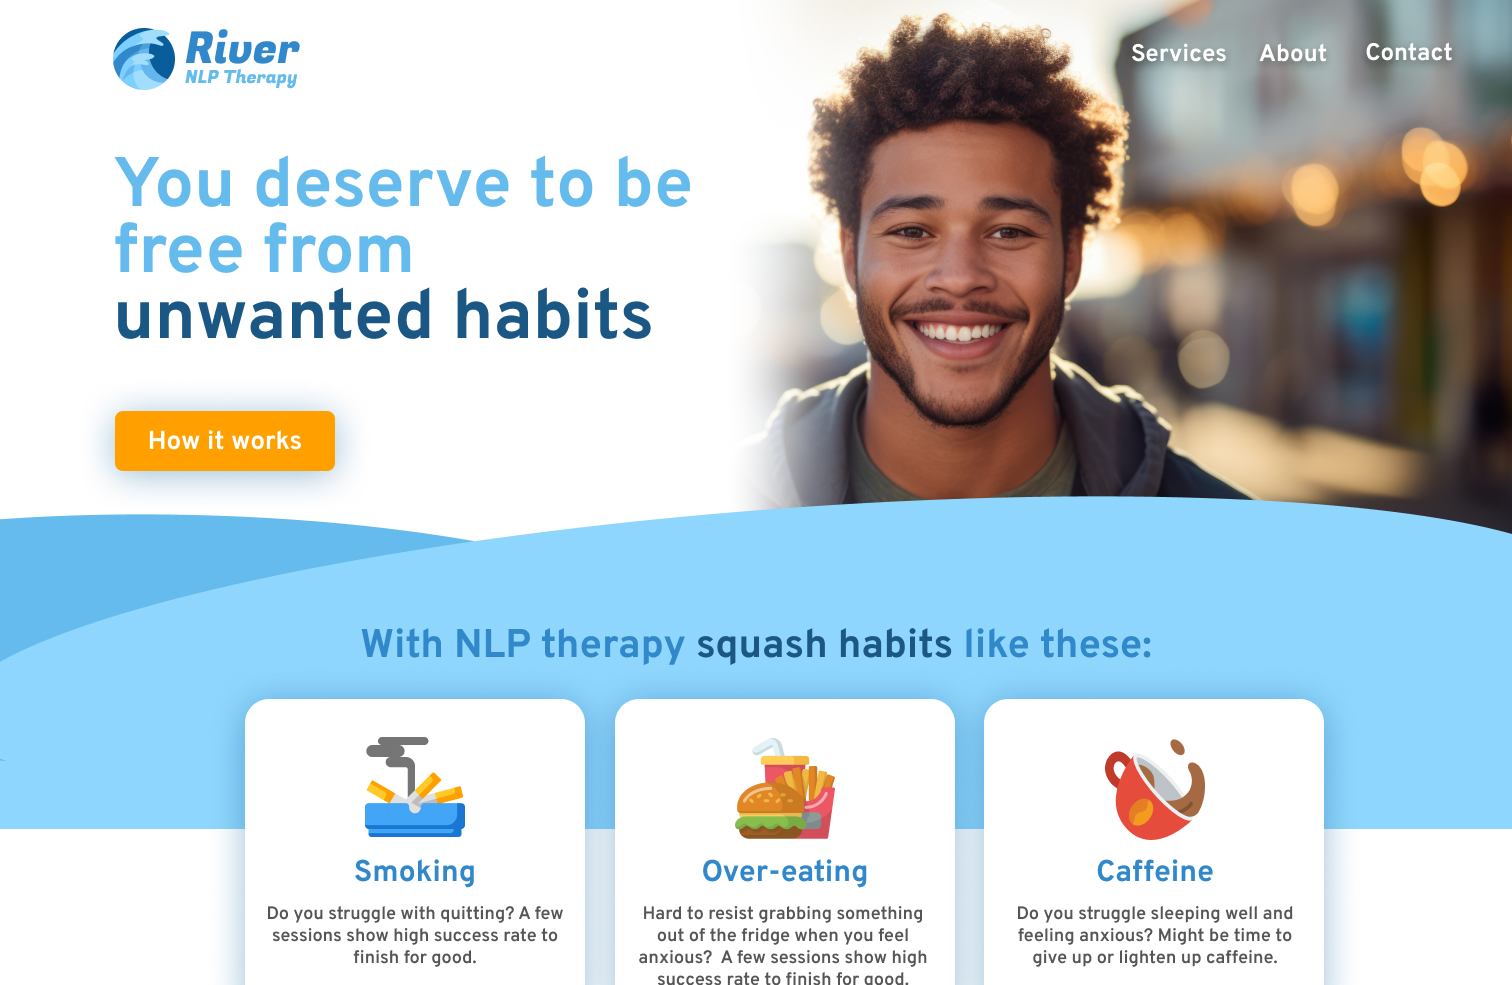 River
NLP Therapy
Services
About
Contact
You deserve to be
free from
unwanted habits
How it works
With NLP therapy squash habits like these:
Smoking
Do you struggle with quitting? A few
sessions show high success rate to
finish for good.
Over-eating
Hard to resist grabbing something
out of the fridge when you feel
anxious?  A few sessions show high
success rate to finish for good.
Caffeine
Do you struggle sleeping well and
feeling anxious? Might be time to
give up or lighten up caffeine.